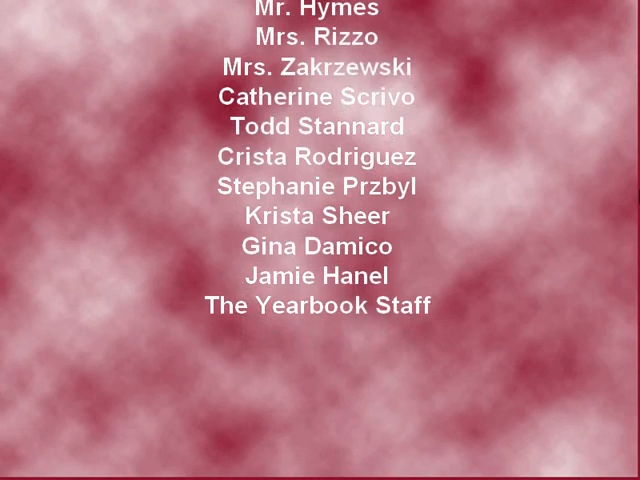 Mr. Hymes
Mrs. Rizzo
Mrs. Zakrzewski
Catherine Scrivo
Todd Stannard
Crista Rodriguez
Stephanie Przbyl
Krista Sheer
Gina Damico
Jamie Hanel
The Yearbook Staff